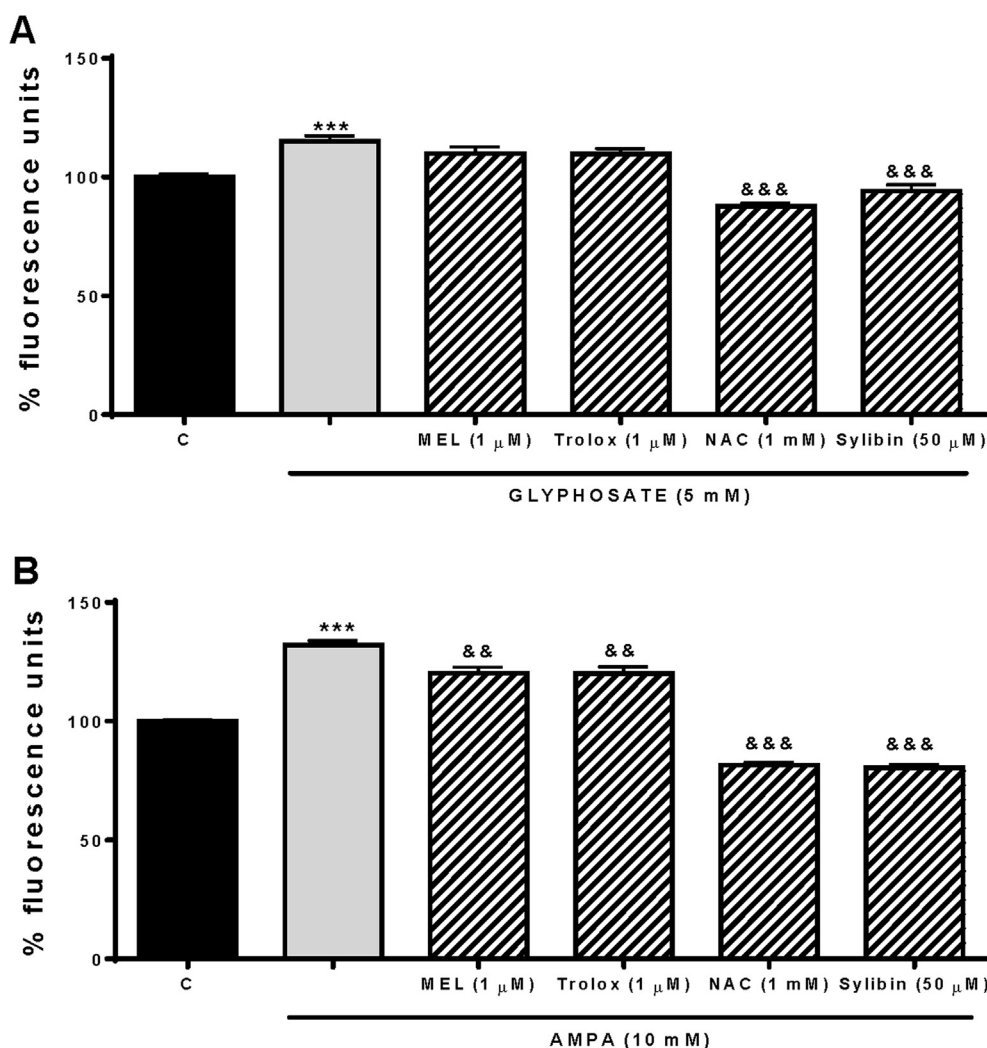 A
% fluorescence units
150
100
50
0
***
&&&
&&&
C
MEL (1 μM)
Trolox (1 μM)
NAC (1 mM)
Sylibin (50 μM)
GLYPHOSATE (5 mM)
B
% fluorescence units
150
100
50
0
***
&&
&&
&&&
&&&
C
MEL (1 μM)
Trolox (1 μM)
NAC (1 mM)
Sylibin (50 μM)
AMPA (10 mM)